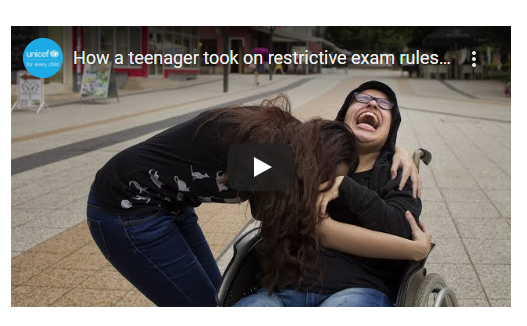 unicef
for every child
How a teenager took on restrictive exam rules...